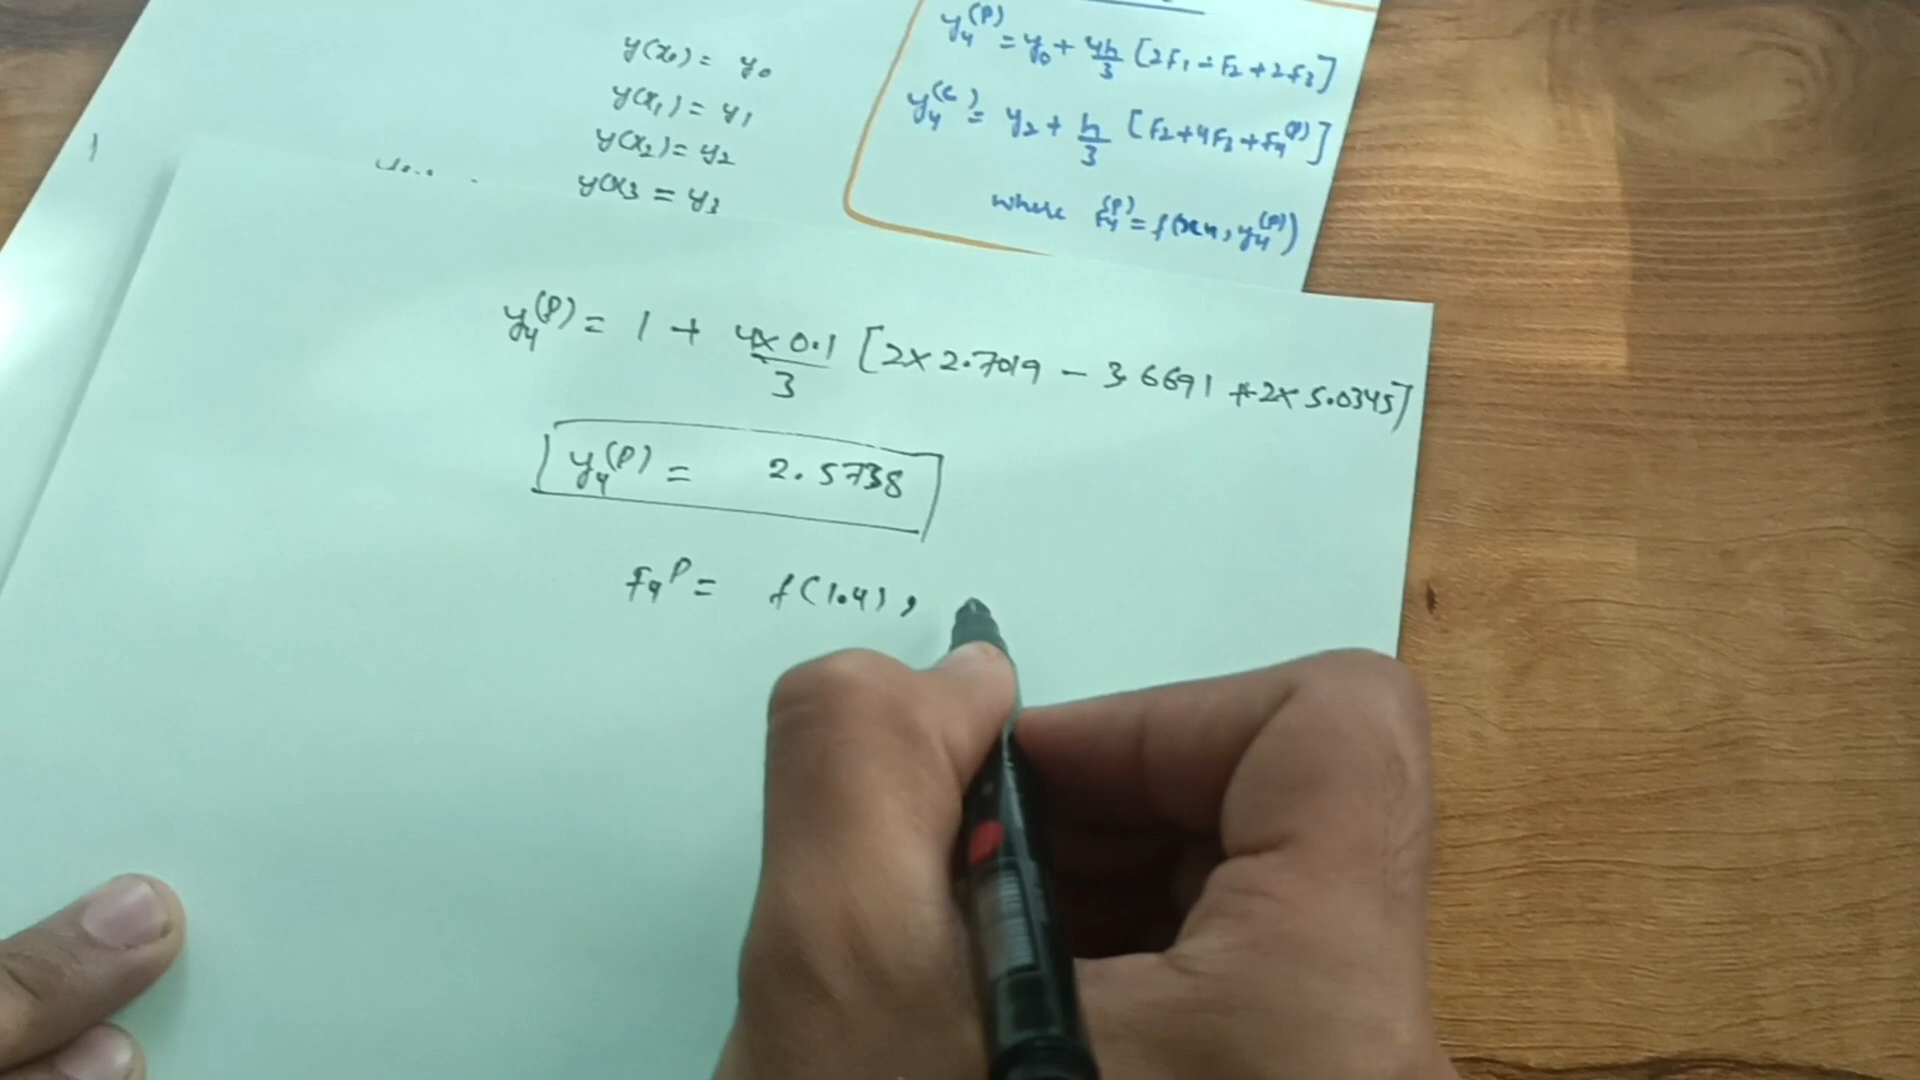 y(x₀) = y₀
y(x₁) = y₁
y(x₂) = y₂
y(x₃ = y₃
y₄⁽ᴾ⁾ = y₀ + 4h/3 [2F₁ - F₂ + 2F₃]
y₄⁽ᶜ⁾ = y₂ + h/3 [F₂ + 4F₃ + F₄⁽ᴾ⁾]
where F₄⁽ᴾ⁾ = f(x₄, y₄⁽ᴾ⁾)
y₄⁽ᴾ⁾ = 1 + 4×0.1/3 [2×2.7019 - 3.6691 + 2×5.0345]
y₄⁽ᴾ⁾ = 2.5738
F₄ᴾ = f(1.4),